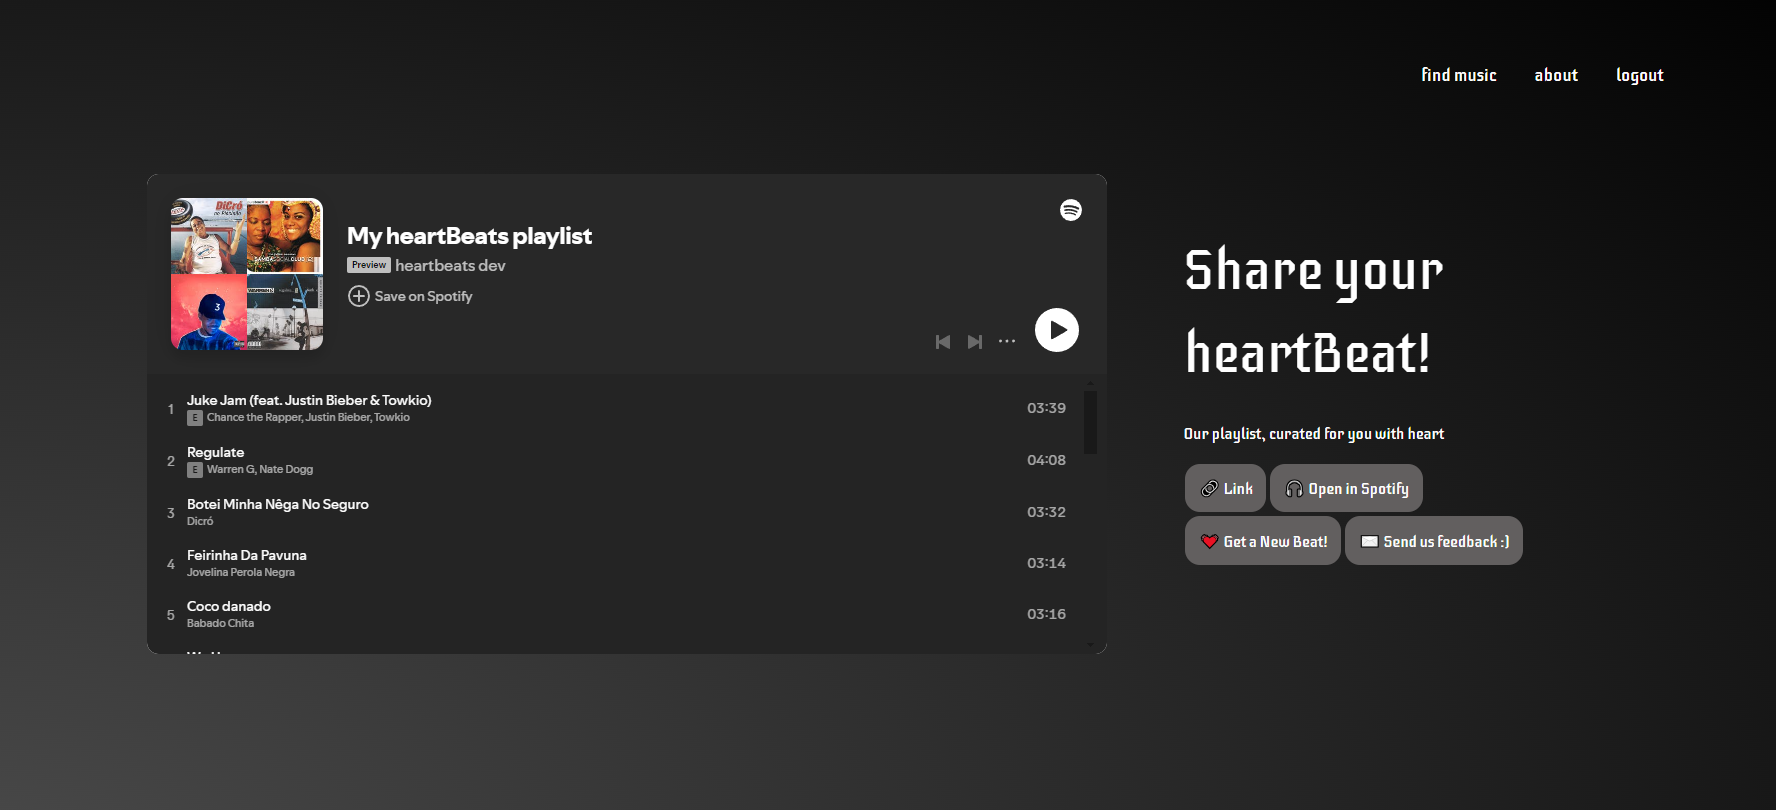 find music about logout
My heartBeats playlist
Preview heartbeats dev
Save on Spotify
1 Juke Jam (feat. Justin Bieber & Towkio) 03:39
E Chance the Rapper, Justin Bieber, Towkio
2 Regulate 04:08
E Warren G, Nate Dogg
3 Botei Minha Nêga No Seguro 03:32
Dicró
4 Feirinha Da Pavuna 03:14
Jovelina Perola Negra
5 Coco danado 03:16
Babado Chita
Share your
heartBeat!
Our playlist, curated for you with heart
Link Open in Spotify
Get a New Beat! Send us feedback :)